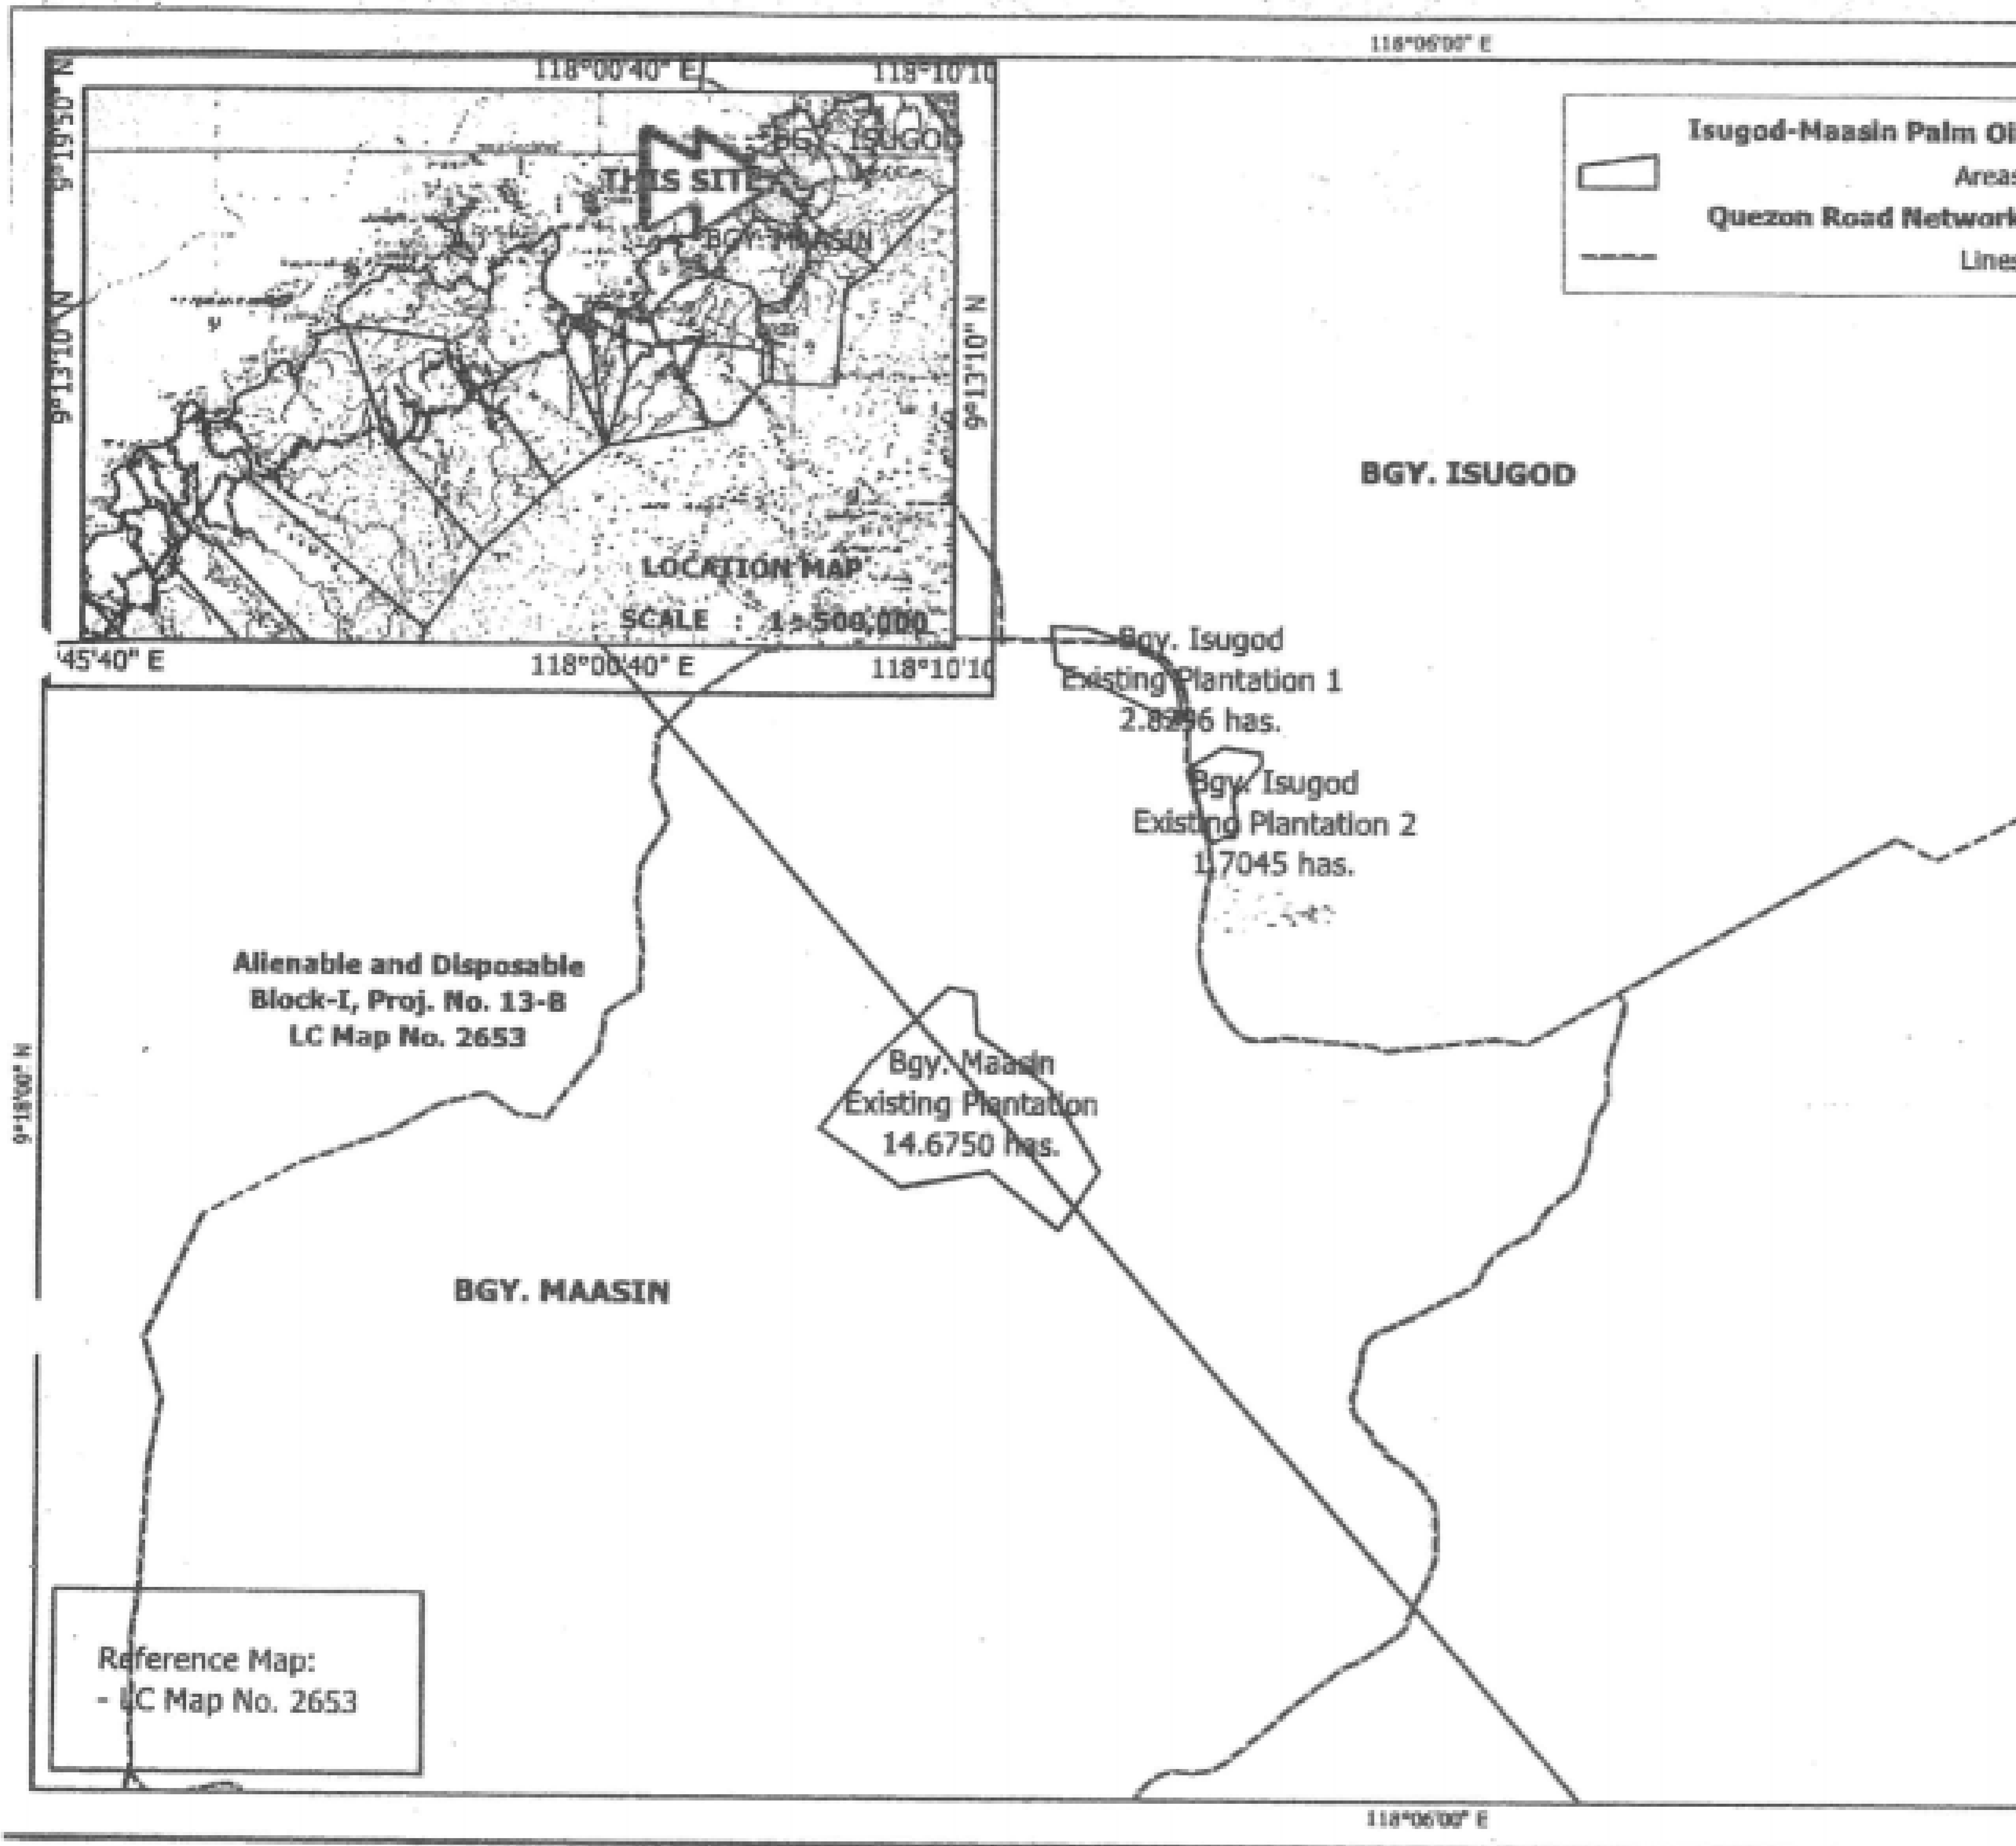 118°06'00" E
118°00'40" E
118°10'10
9°19'50" N
9°13'10" N
BGY. ISUGOD
THIS SITE
BGY. MAASIN
9°13'10" N
LOCATION MAP
SCALE : 1 : 500,000
'45'40" E
118°00'40" E
118°10'10
Isugod-Maasin Palm Oi
Areas
Quezon Road Network
Lines
BGY. ISUGOD
Bgy. Isugod
Existing Plantation 1
2.8296 has.
Bgy. Isugod
Existing Plantation 2
1.7045 has.
Alienable and Disposable
Block-I, Proj. No. 13-B
LC Map No. 2653
9°18'00" N
Bgy. Maasin
Existing Plantation
14.6750 has.
BGY. MAASIN
Reference Map:
- LC Map No. 2653
118°06'00" E